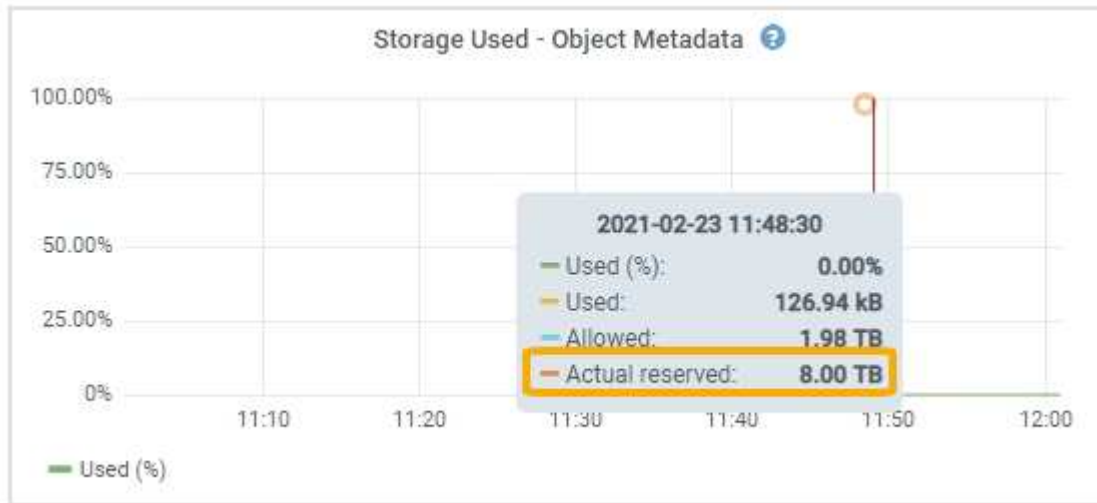 Storage Used - Object Metadata ?
100.00%
75.00%
50.00%
25.00%
0%
2021-02-23 11:48:30
Used (%): 0.00%
Used: 126.94 kB
Allowed: 1.98 TB
Actual reserved: 8.00 TB
11:10 11:20 11:30 11:40 11:50 12:00
Used (%)